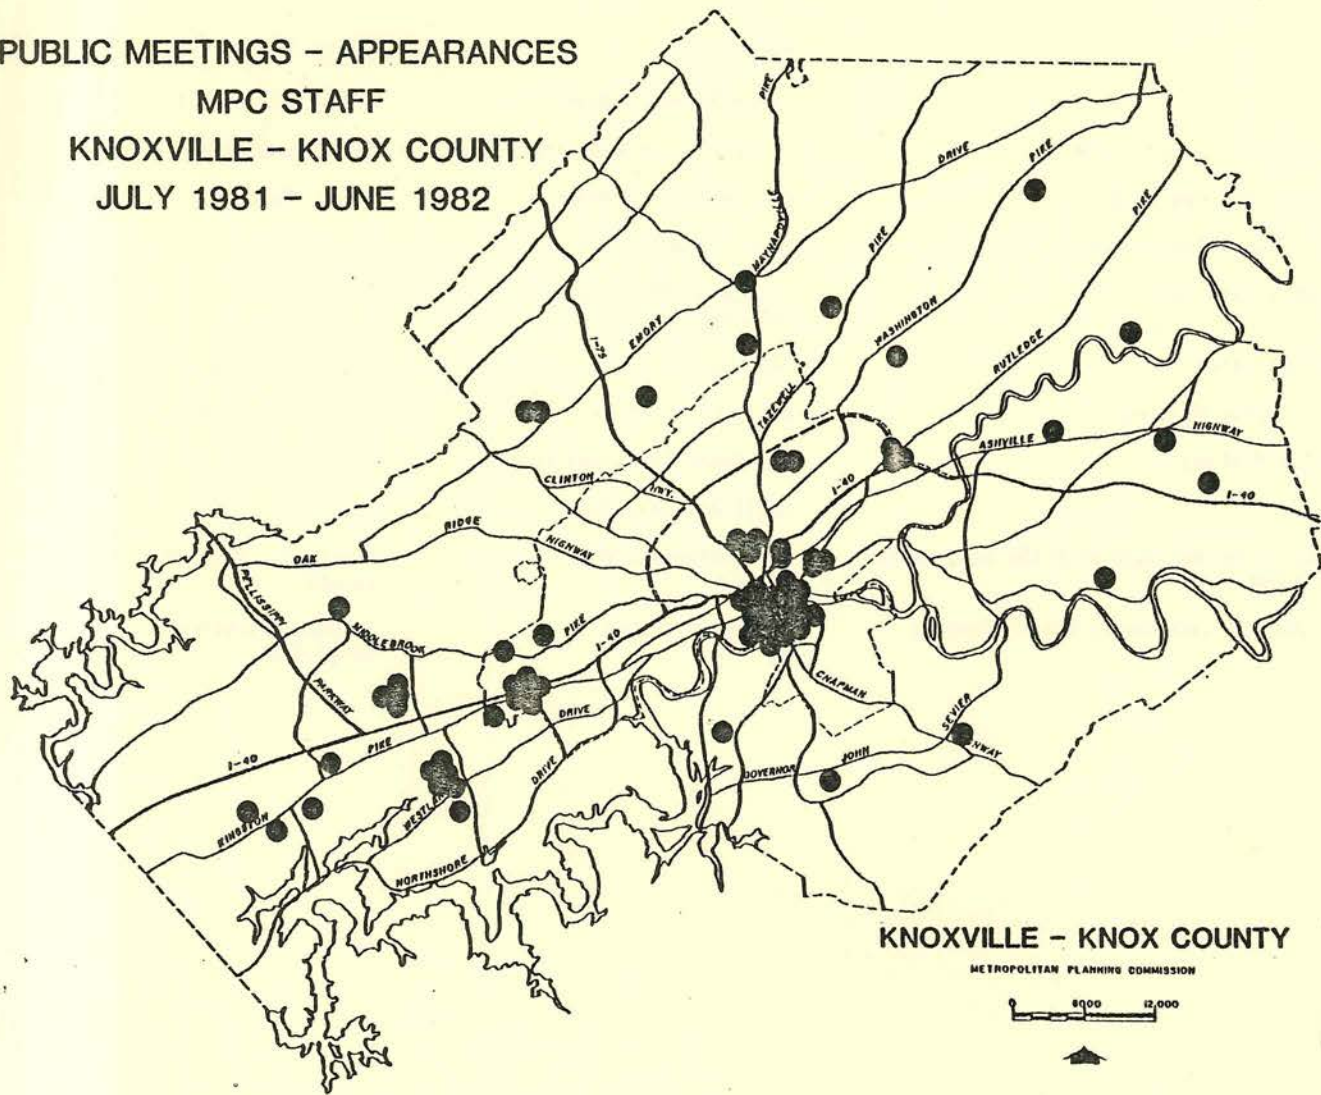 PUBLIC MEETINGS - APPEARANCES
MPC STAFF
KNOXVILLE - KNOX COUNTY
JULY 1981 - JUNE 1982
PIKE
DRIVE
PIKE
PIKE
MAYNARDVILLE
PIKE
WASHINGTON
EMORY
I-75
RUTLEDGE
TAZEWELL
ASHVILLE
HIGHWAY
CLINTON
HWY.
I-40
I-40
OAK
RIDGE
HIGHWAY
PELLISSIPPI
PARKWAY
MIDDLEBROOK
PIKE
I-40
CHAPMAN
HWAY
DRIVE
SEVIER
JOHN
GOVERNOR
I-40
PIKE
DRIVE
KINGSTON
WESTLAN
NORTHSHORE
KNOXVILLE - KNOX COUNTY
METROPOLITAN PLANNING COMMISSION
0 6000 12,000